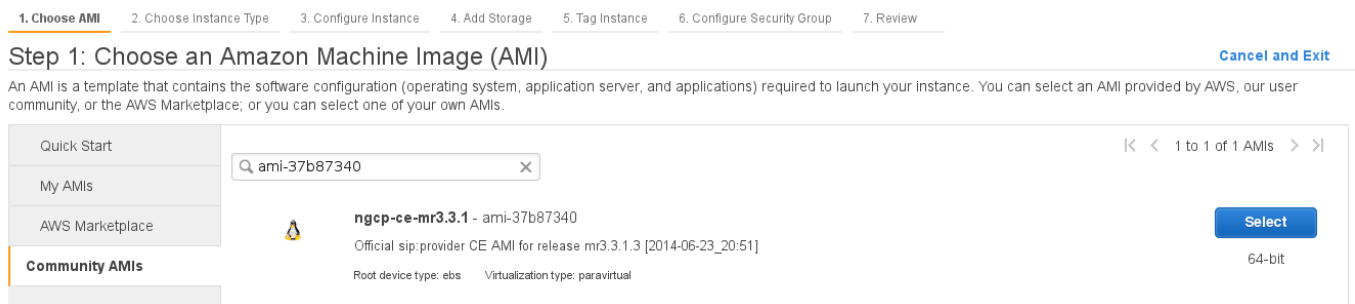 1. Choose AMI 2. Choose Instance Type 3. Configure Instance 4. Add Storage 5. Tag Instance 6. Configure Security Group 7. Review
Step 1: Choose an Amazon Machine Image (AMI)
Cancel and Exit
An AMI is a template that contains the software configuration (operating system, application server, and applications) required to launch your instance. You can select an AMI provided by AWS, our user
community, or the AWS Marketplace; or you can select one of your own AMIs.
Quick Start
My AMIs
AWS Marketplace
Community AMIs
1 to 1 of 1 AMIs
ami-37b87340
ngcp-ce-mr3.3.1 - ami-37b87340
Official sip:provider CE AMI for release mr3.3.1.3 [2014-06-23_20:51]
Root device type: ebs Virtualization type: paravirtual
Select
64-bit